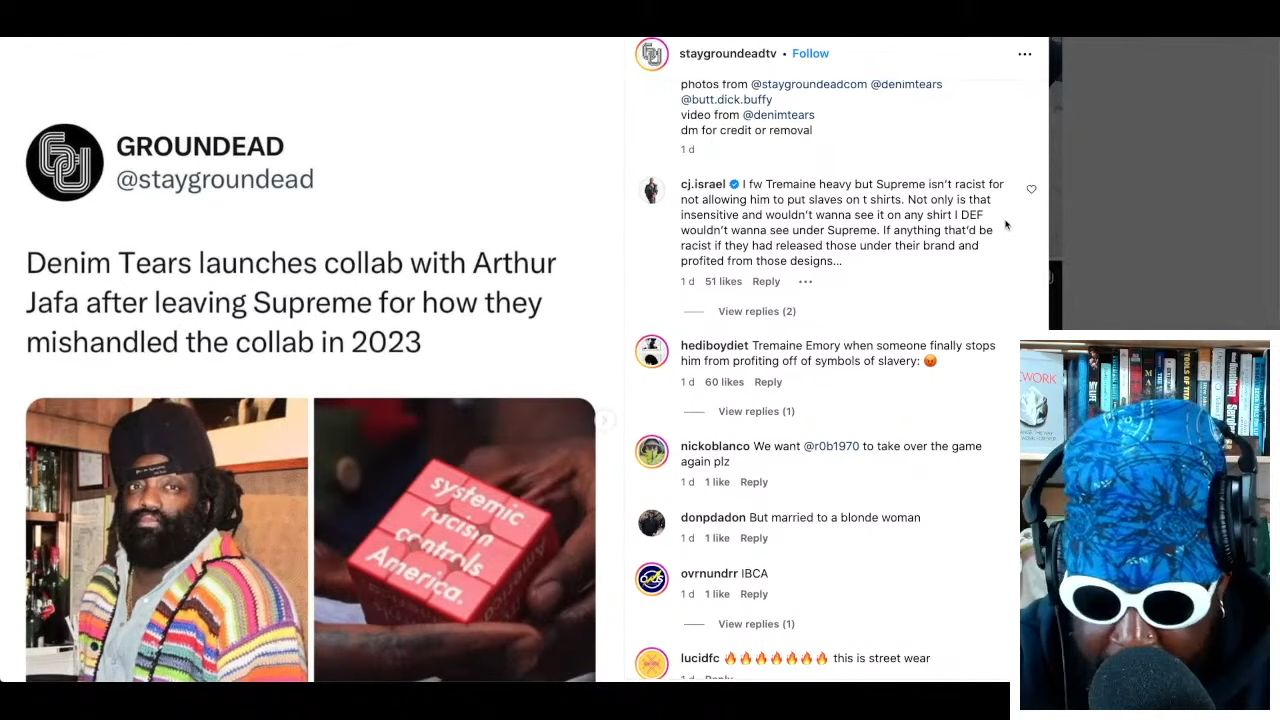 GROUNDEAD
@staygroundead
Denim Tears launches collab with Arthur
Jafa after leaving Supreme for how they
mishandled the collab in 2023
systemic
racism
controls
America.
staygroundeadtv • Follow
photos from @staygroundeadcom @denimtears
@butt.dick.buffy
video from @denimtears
dm for credit or removal
1 d
cj.israel I fw Tremaine heavy but Supreme isn’t racist for
not allowing him to put slaves on t shirts. Not only is that
insensitive and wouldn’t wanna see it on any shirt I DEF
wouldn’t wanna see under Supreme. If anything that’d be
racist if they had released those under their brand and
profited from those designs...
1 d 51 likes Reply
View replies (2)
hediboydiet Tremaine Emory when someone finally stops
him from profiting off of symbols of slavery: 😡
1 d 60 likes Reply
View replies (1)
nickoblanco We want @r0b1970 to take over the game
again plz
1 d 1 like Reply
donpdadon But married to a blonde woman
1 d 1 like Reply
ovrnundrr IBCA
1 d 1 like Reply
View replies (1)
lucidfc 🔥🔥🔥🔥🔥🔥🔥 this is street wear
WORK
TOOLS OF TITANS